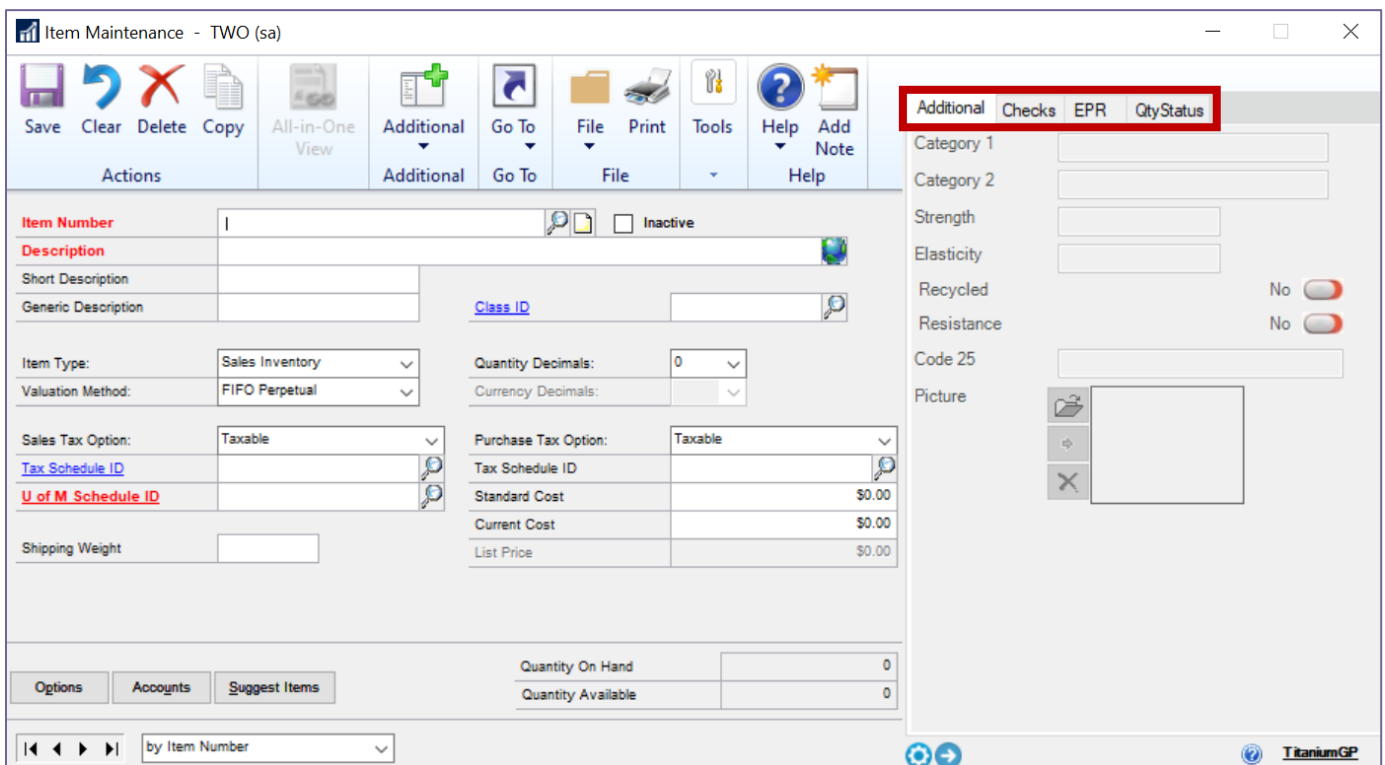 Item Maintenance - TWO (sa)
Save Clear Delete Copy All-in-One View Additional Go To File Print Tools Help Add Note
Actions Additional Go To File Help
Item Number Inactive
Description
Short Description
Generic Description Class ID
Item Type: Sales Inventory Quantity Decimals: 0
Valuation Method: FIFO Perpetual Currency Decimals:
Sales Tax Option: Taxable Purchase Tax Option: Taxable
Tax Schedule ID Tax Schedule ID
U of M Schedule ID Standard Cost $0.00
Current Cost $0.00
Shipping Weight List Price $0.00
Quantity On Hand 0
Options Accounts Suggest Items
Quantity Available 0
by Item Number
Additional Checks EPR QtyStatus
Category 1
Category 2
Strength
Elasticity
Recycled No
Resistance No
Code 25
Picture
TitaniumGP